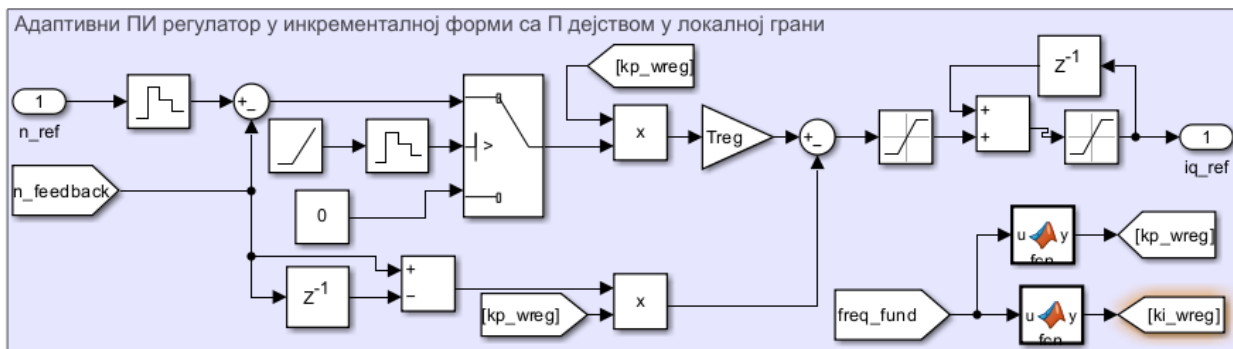 Адаптивни ПИ регулатор у инкременталној форми са П дејством у локалној грани
[kp_wreg]
Z-1
1
n_ref
+
-
>
x
Treg
+
-
+
+
1
iq_ref
n_feedback
0
+
-
Z-1
[kp_wreg]
x
u y
fcn
[kp_wreg]
freq_fund
u y
fcn
[ki_wreg]